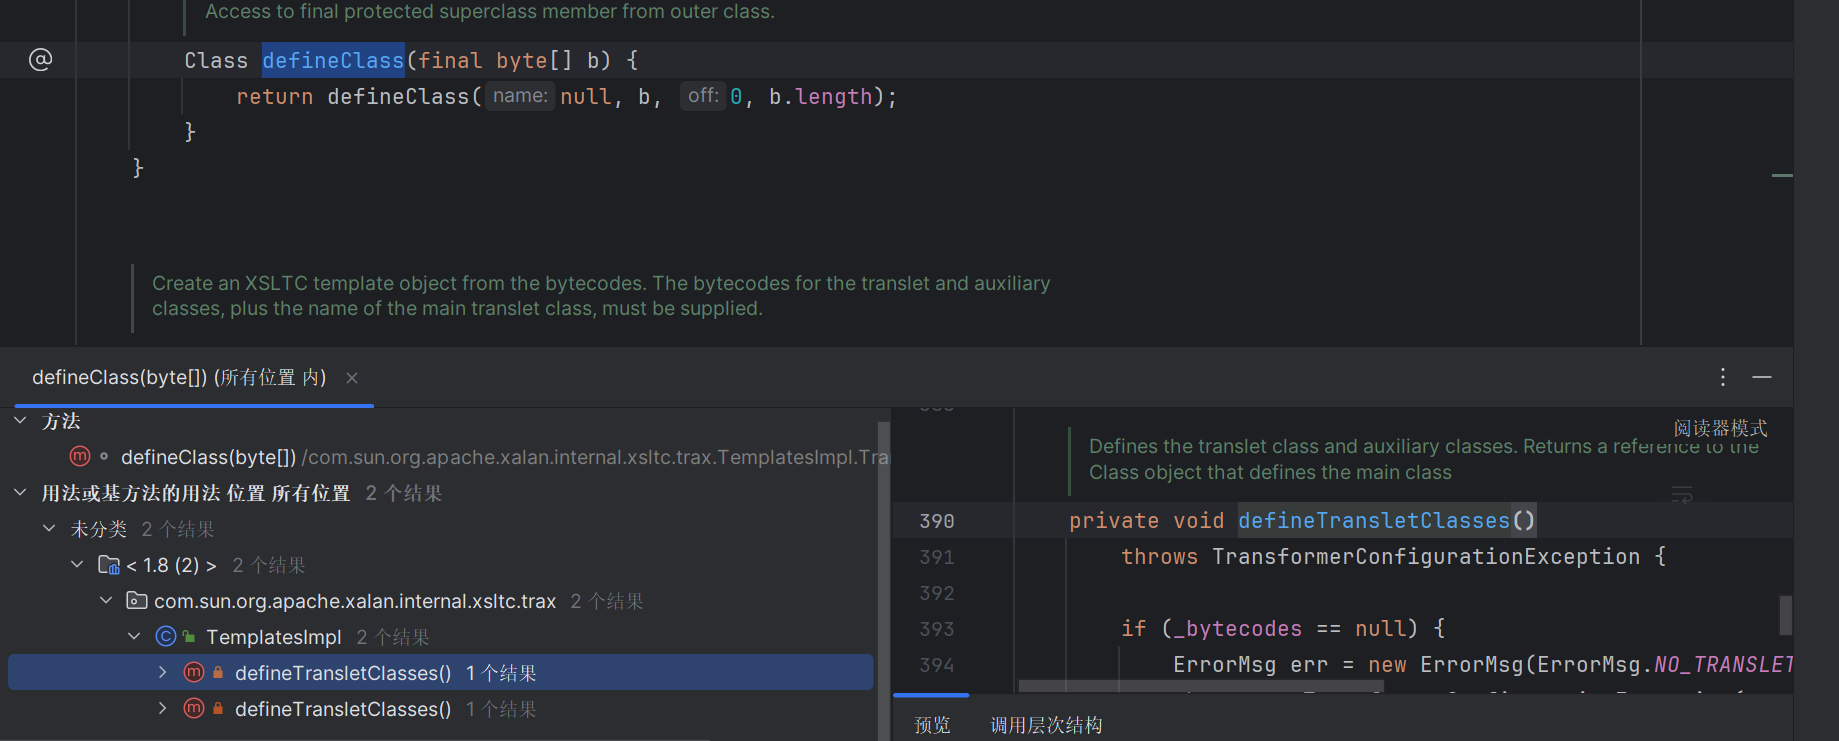 Access to final protected superclass member from outer class.
@
Class defineClass(final byte[] b) {
return defineClass( name: null, b, off: 0, b.length);
}
}
Create an XSLTC template object from the bytecodes. The bytecodes for the translet and auxiliary
classes, plus the name of the main translet class, must be supplied.
defineClass(byte[]) (所有位置 内)
方法
defineClass(byte[]) /com.sun.org.apache.xalan.internal.xsltc.trax.TemplatesImpl.Tra
用法或基方法的用法 位置 所有位置 2 个结果
未分类 2 个结果
< 1.8 (2) > 2 个结果
com.sun.org.apache.xalan.internal.xsltc.trax 2 个结果
TemplatesImpl 2 个结果
defineTransletClasses() 1 个结果
defineTransletClasses() 1 个结果
阅读器模式
Defines the translet class and auxiliary classes. Returns a reference to the
Class object that defines the main class
390 private void defineTransletClasses()
391 throws TransformerConfigurationException {
392
393 if (_bytecodes == null) {
394 ErrorMsg err = new ErrorMsg(ErrorMsg.NO_TRANSLET
预览 调用层次结构